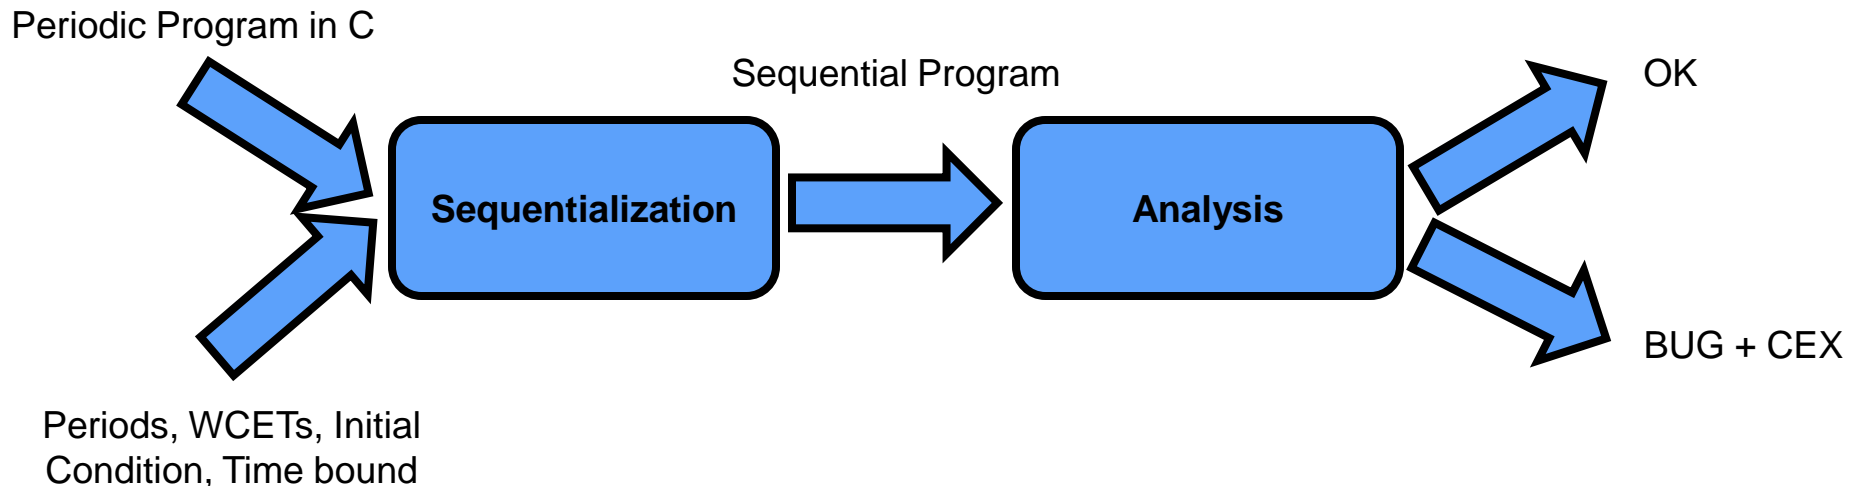 Periodic Program in C
Sequential Program
OK
Sequentialization
Analysis
BUG + CEX
Periods, WCETs, Initial
Condition, Time bound